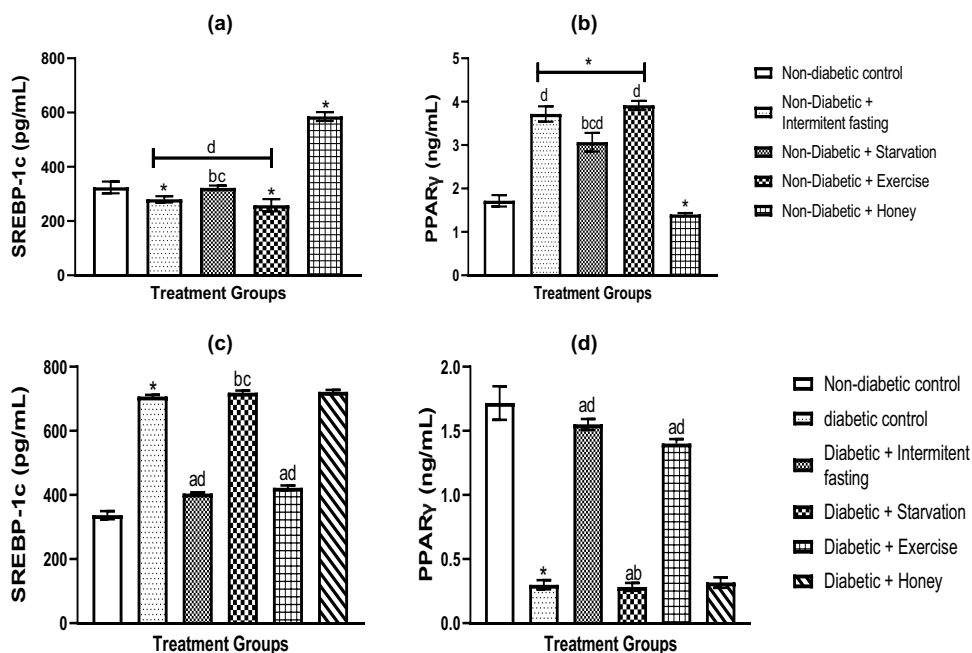 (a)
SREBP-1c (pg/mL)
800
600
400
200
0
*
bc
*
d
*
Treatment Groups
(b)
PPARγ (ng/mL)
5
4
3
2
1
0
*
d
bcd
d
*
Treatment Groups
Non-diabetic control
Non-Diabetic +
Intermitent fasting
Non-Diabetic + Starvation
Non-Diabetic + Exercise
Non-Diabetic + Honey
(c)
SREBP-1c (pg/mL)
800
600
400
200
0
*
ad
bc
ad
Treatment Groups
(d)
PPARγ (ng/mL)
2.0
1.5
1.0
0.5
0.0
*
ad
ab
ad
Treatment Groups
Non-diabetic control
diabetic control
Diabetic + Intermitent
fasting
Diabetic + Starvation
Diabetic + Exercise
Diabetic + Honey